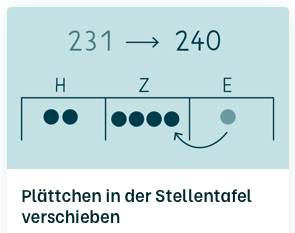 231 → 240
H Z E
Plättchen in der Stellentafel
verschieben